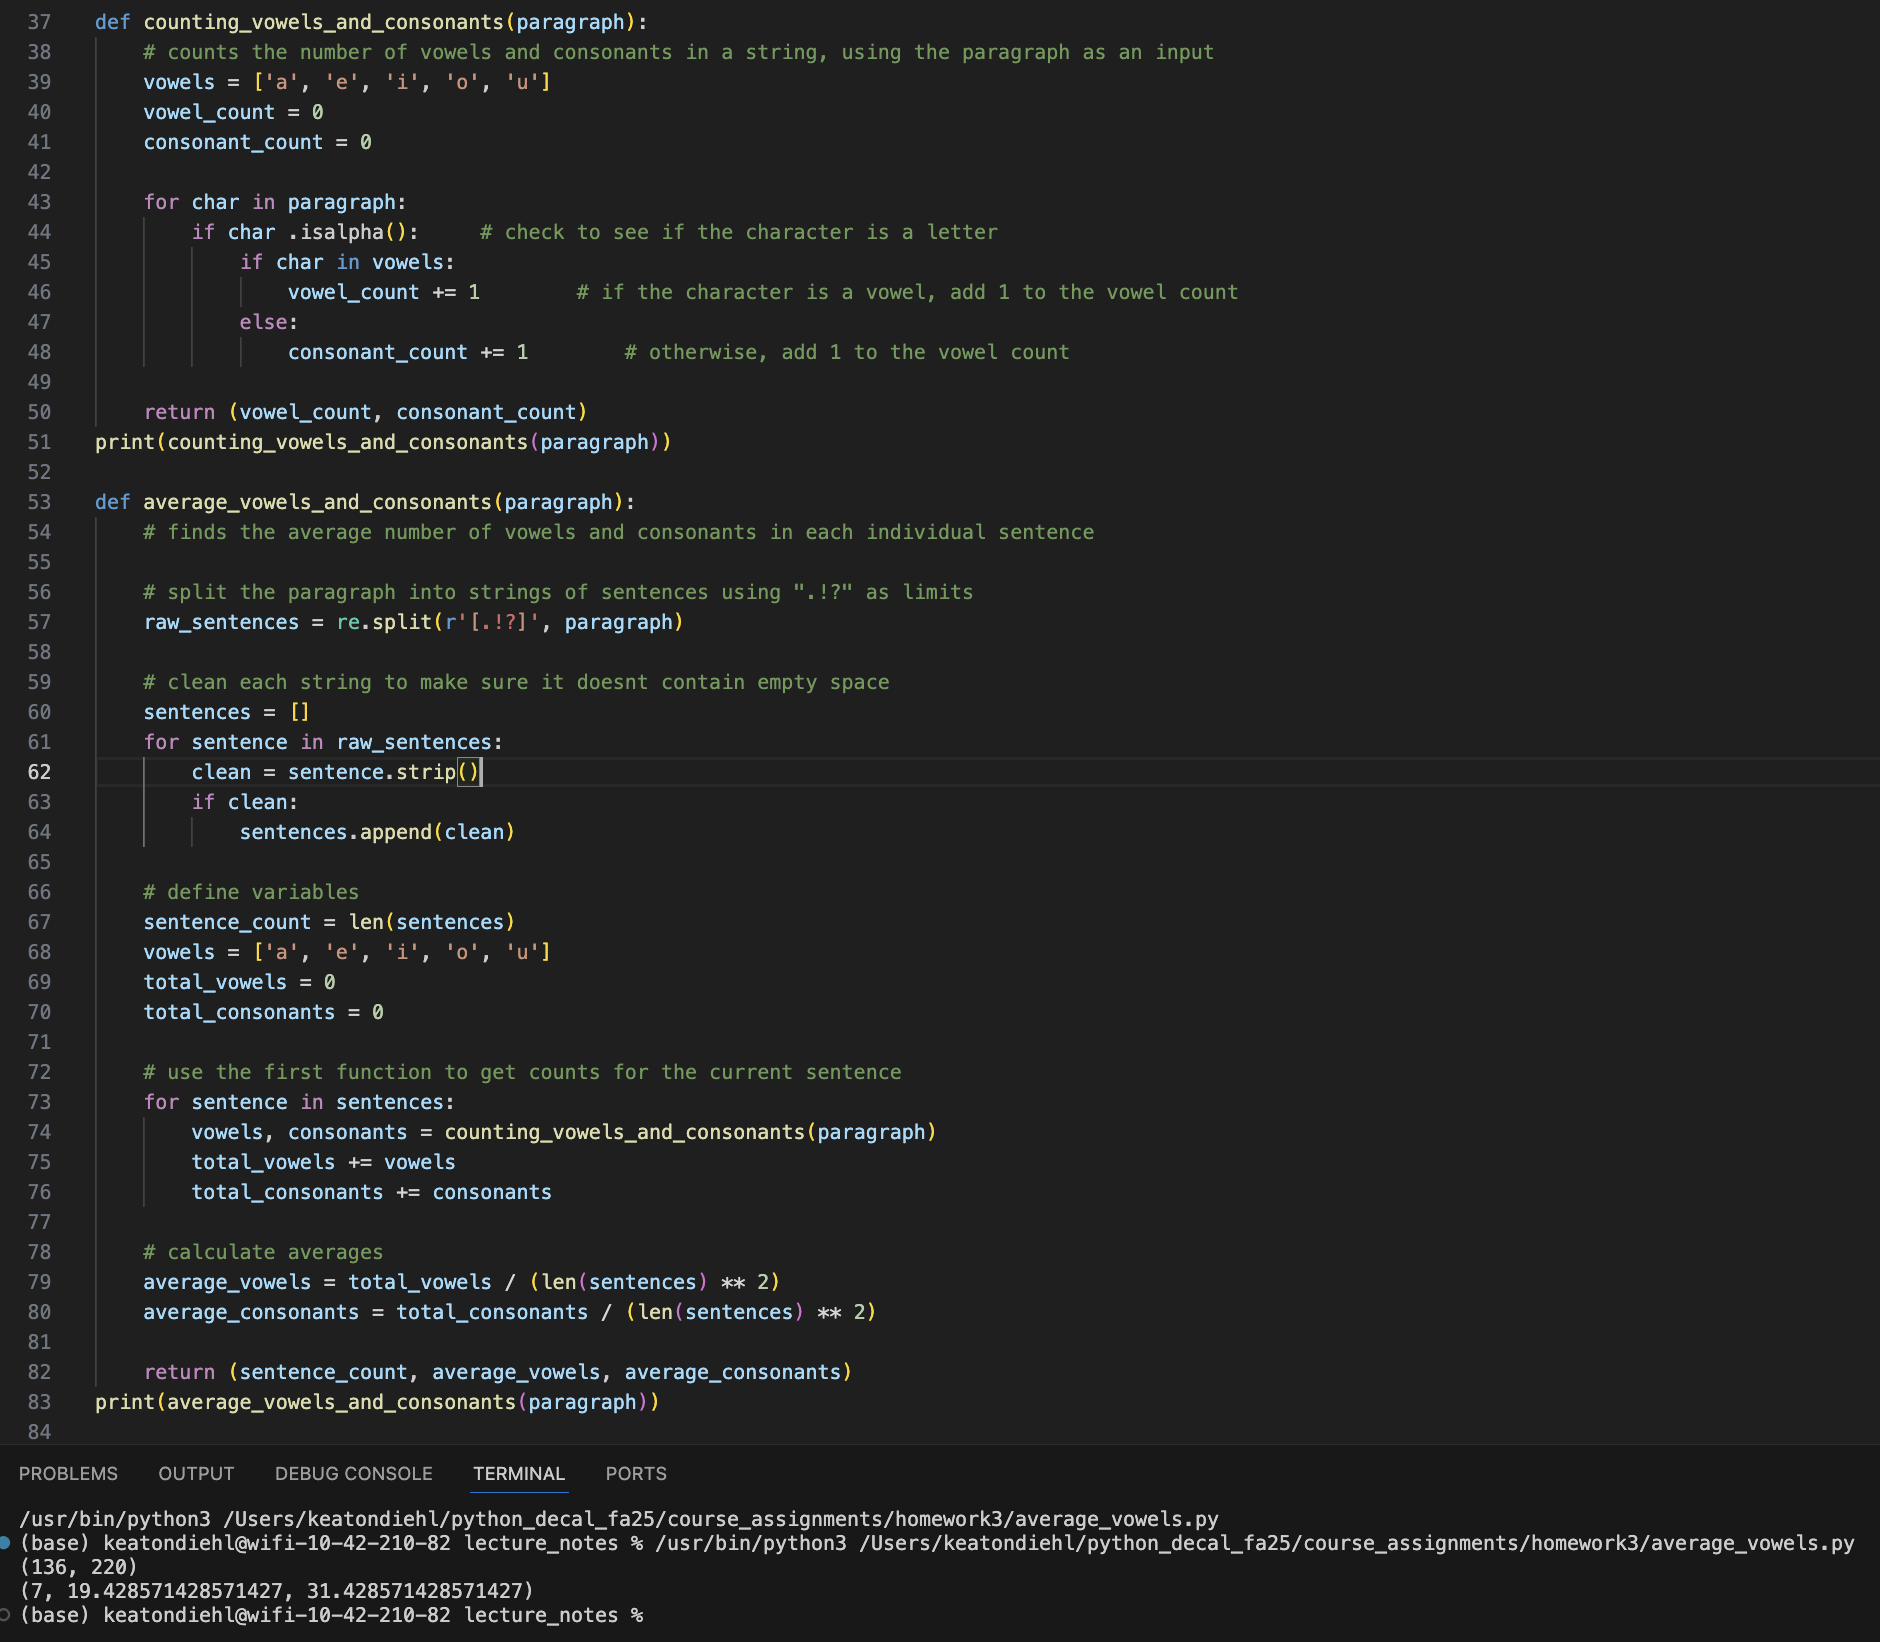 37 def counting_vowels_and_consonants(paragraph):
38 # counts the number of vowels and consonants in a string, using the paragraph as an input
39 vowels = ['a', 'e', 'i', 'o', 'u']
40 vowel_count = 0
41 consonant_count = 0
42
43 for char in paragraph:
44 if char .isalpha(): # check to see if the character is a letter
45 if char in vowels:
46 vowel_count += 1 # if the character is a vowel, add 1 to the vowel count
47 else:
48 consonant_count += 1 # otherwise, add 1 to the vowel count
49
50 return (vowel_count, consonant_count)
51 print(counting_vowels_and_consonants(paragraph))
52
53 def average_vowels_and_consonants(paragraph):
54 # finds the average number of vowels and consonants in each individual sentence
55
56 # split the paragraph into strings of sentences using ".!?" as limits
57 raw_sentences = re.split(r'[.!?]', paragraph)
58
59 # clean each string to make sure it doesnt contain empty space
60 sentences = []
61 for sentence in raw_sentences:
62 clean = sentence.strip()
63 if clean:
64 sentences.append(clean)
65
66 # define variables
67 sentence_count = len(sentences)
68 vowels = ['a', 'e', 'i', 'o', 'u']
69 total_vowels = 0
70 total_consonants = 0
71
72 # use the first function to get counts for the current sentence
73 for sentence in sentences:
74 vowels, consonants = counting_vowels_and_consonants(paragraph)
75 total_vowels += vowels
76 total_consonants += consonants
77
78 # calculate averages
79 average_vowels = total_vowels / (len(sentences) ** 2)
80 average_consonants = total_consonants / (len(sentences) ** 2)
81
82 return (sentence_count, average_vowels, average_consonants)
83 print(average_vowels_and_consonants(paragraph))
84
PROBLEMS OUTPUT DEBUG CONSOLE TERMINAL PORTS
/usr/bin/python3 /Users/keatondiehl/python_decal_fa25/course_assignments/homework3/average_vowels.py
(base) keatondiehl@wifi-10-42-210-82 lecture_notes % /usr/bin/python3 /Users/keatondiehl/python_decal_fa25/course_assignments/homework3/average_vowels.py
(136, 220)
(7, 19.428571428571427, 31.428571428571427)
(base) keatondiehl@wifi-10-42-210-82 lecture_notes %